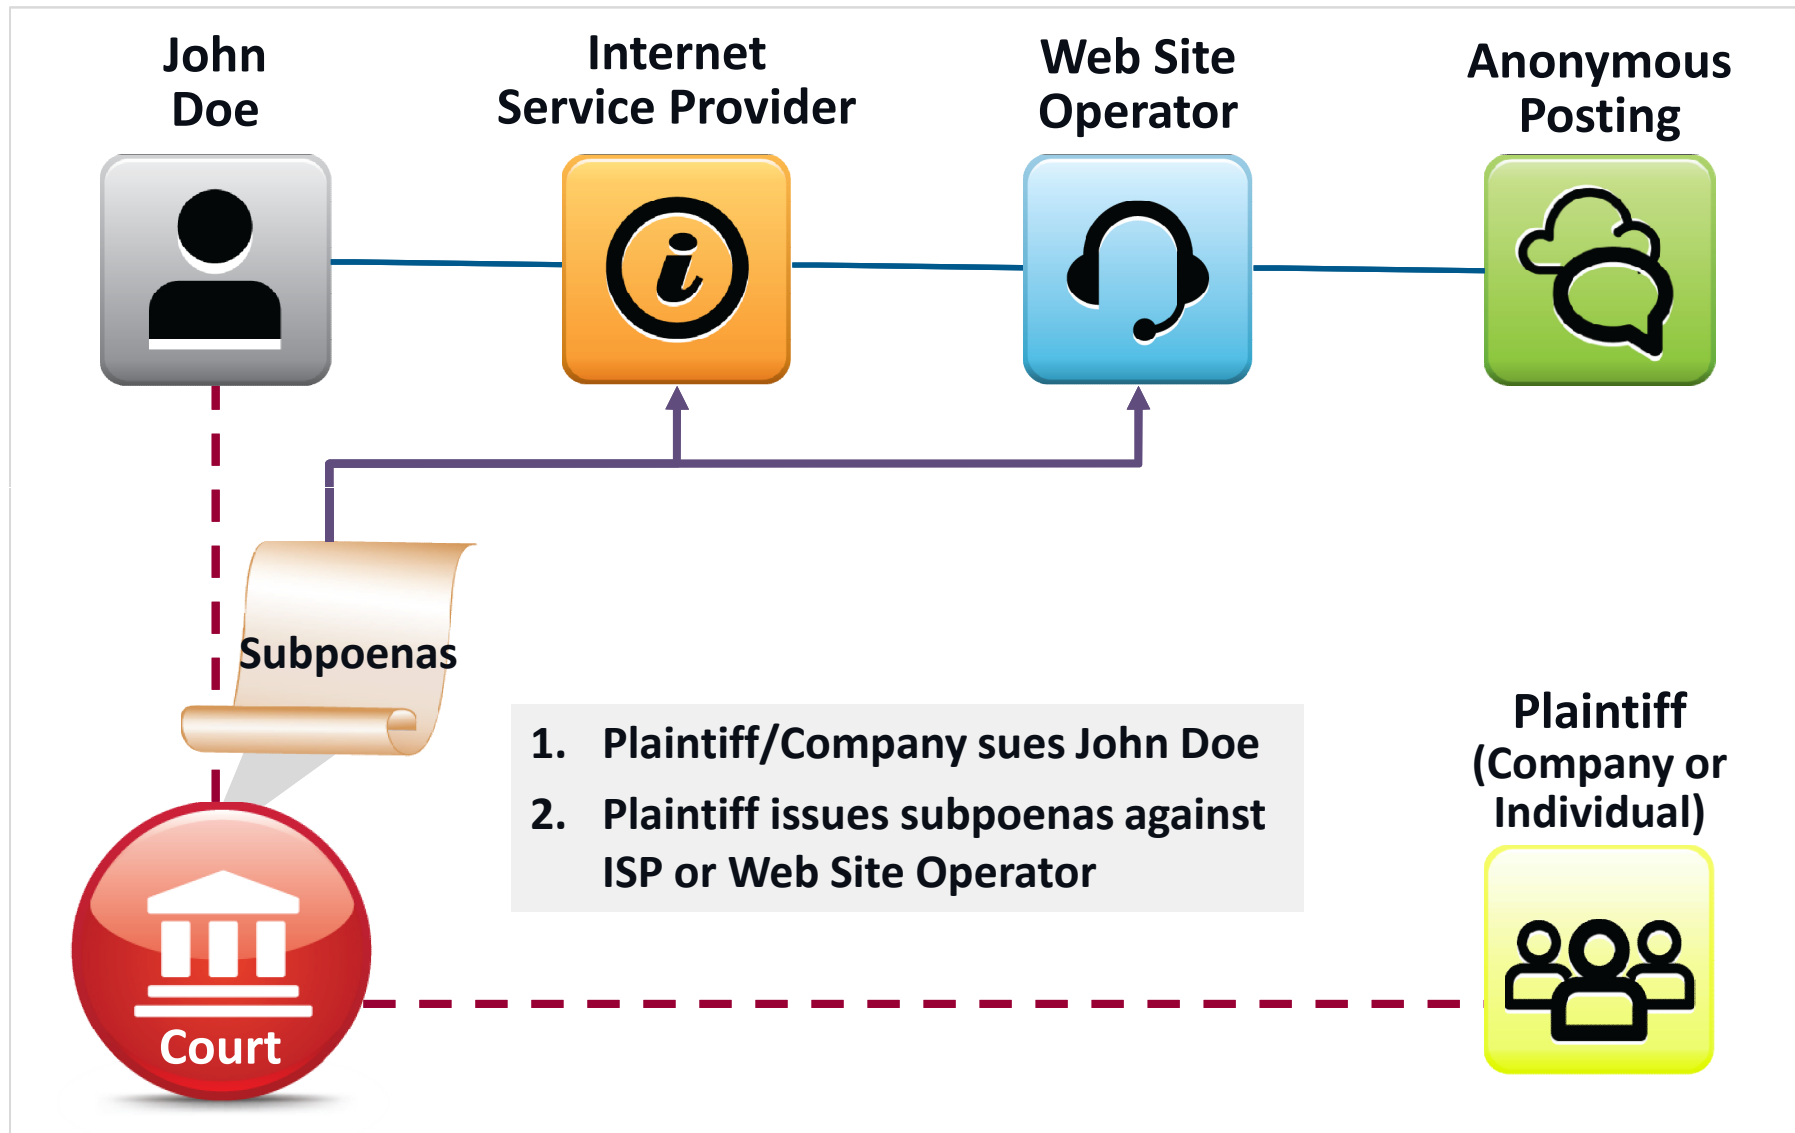 John
Doe
Internet
Service Provider
Web Site
Operator
Anonymous
Posting
Subpoenas
1. Plaintiff/Company sues John Doe
2. Plaintiff issues subpoenas against
ISP or Web Site Operator
Plaintiff
(Company or
Individual)
Court